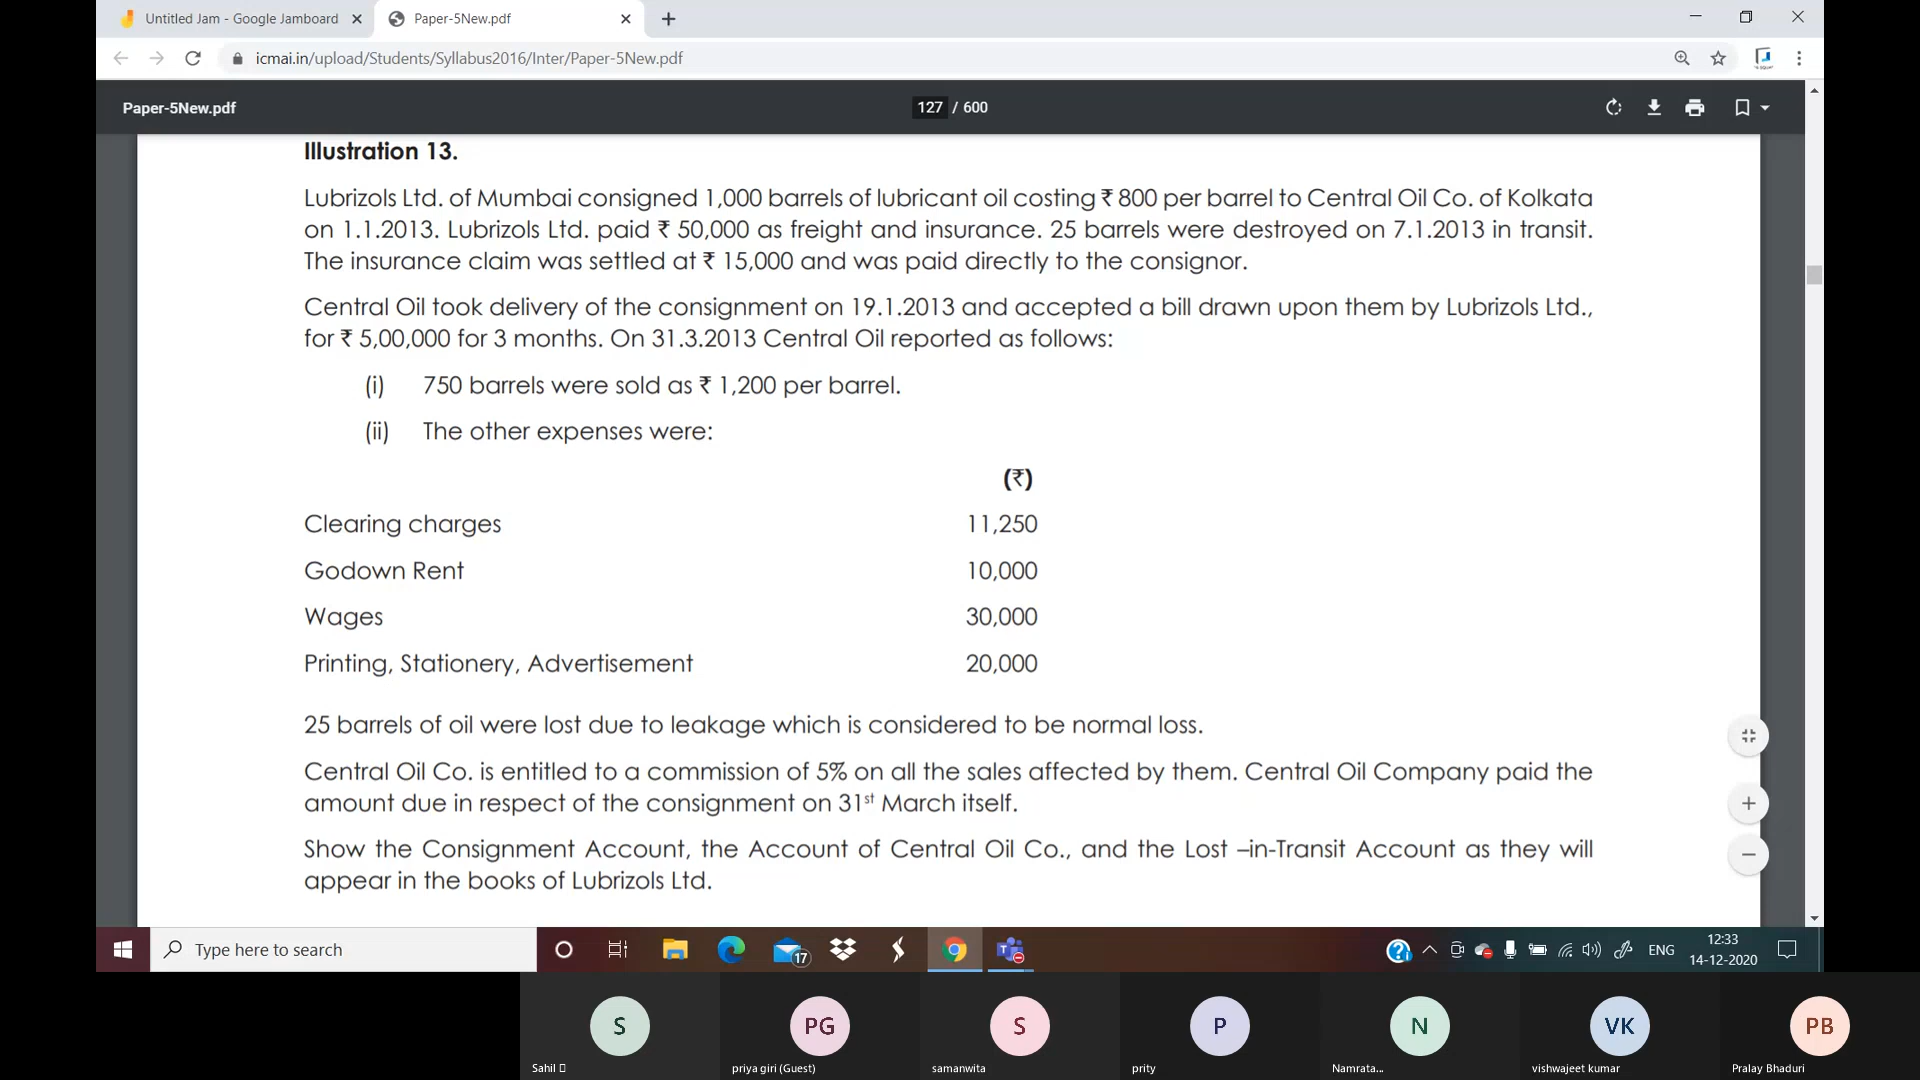 Untitled Jam - Google Jamboard
Paper-5New.pdf
icmai.in/upload/Students/Syllabus2016/Inter/Paper-5New.pdf
Paper-5New.pdf
127 / 600
Illustration 13.
Lubrizols Ltd. of Mumbai consigned 1,000 barrels of lubricant oil costing ₹ 800 per barrel to Central Oil Co. of Kolkata
on 1.1.2013. Lubrizols Ltd. paid ₹ 50,000 as freight and insurance. 25 barrels were destroyed on 7.1.2013 in transit.
The insurance claim was settled at ₹ 15,000 and was paid directly to the consignor.
Central Oil took delivery of the consignment on 19.1.2013 and accepted a bill drawn upon them by Lubrizols Ltd.,
for ₹ 5,00,000 for 3 months. On 31.3.2013 Central Oil reported as follows:
(i) 750 barrels were sold as ₹ 1,200 per barrel.
(ii) The other expenses were:
(₹)
Clearing charges 11,250
Godown Rent 10,000
Wages 30,000
Printing, Stationery, Advertisement 20,000
25 barrels of oil were lost due to leakage which is considered to be normal loss.
Central Oil Co. is entitled to a commission of 5% on all the sales affected by them. Central Oil Company paid the
amount due in respect of the consignment on 31st March itself.
Show the Consignment Account, the Account of Central Oil Co., and the Lost –in-Transit Account as they will
appear in the books of Lubrizols Ltd.
Type here to search
17
ENG
12:33
14-12-2020
S
PG
S
P
N
VK
PB
Sahil
priya giri (Guest)
samanwita
prity
Namrata...
vishwajeet kumar
Pralay Bhaduri